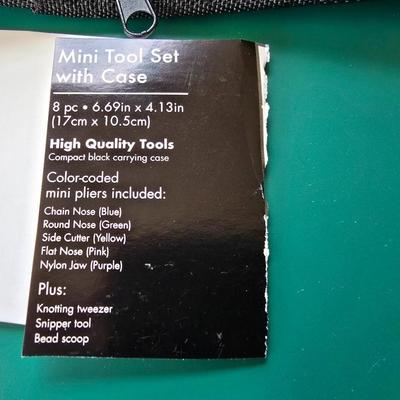 Mini Tool Set
with Case
8 pc • 6.69in x 4.13in
(17cm x 10.5cm)
High Quality Tools
Compact black carrying case
Color-coded
mini pliers included:
Chain Nose (Blue)
Round Nose (Green)
Side Cutter (Yellow)
Flat Nose (Pink)
Nylon Jaw (Purple)
Plus:
Knotting tweezer
Snipper tool
Bead scoop